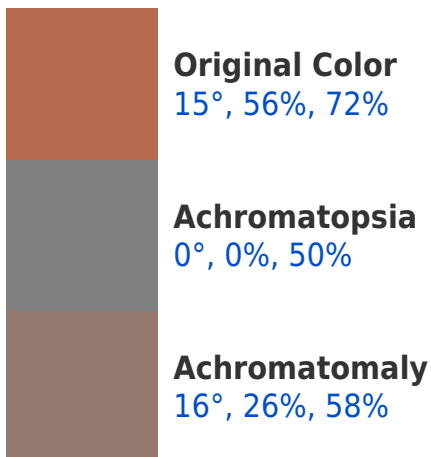 Original Color
15°, 56%, 72%
Achromatopsia
0°, 0%, 50%
Achromatomaly
16°, 26%, 58%